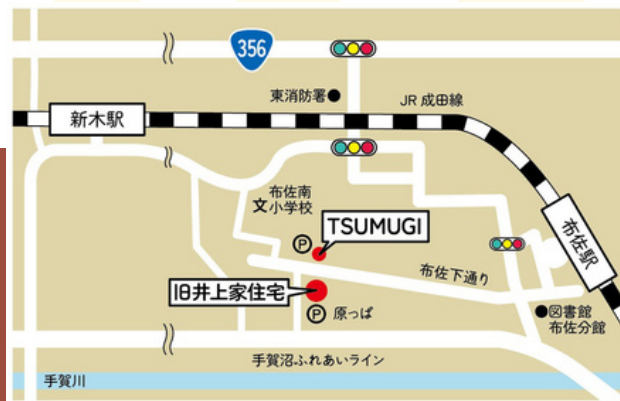 356
東消防署
JR 成田線
新木駅
布佐南
小学校
文
TSUMUGI
P
布佐駅
布佐下通り
旧井上家住宅
P 原っぱ
図書館
布佐分館
手賀沼ふれあいライン
手賀川